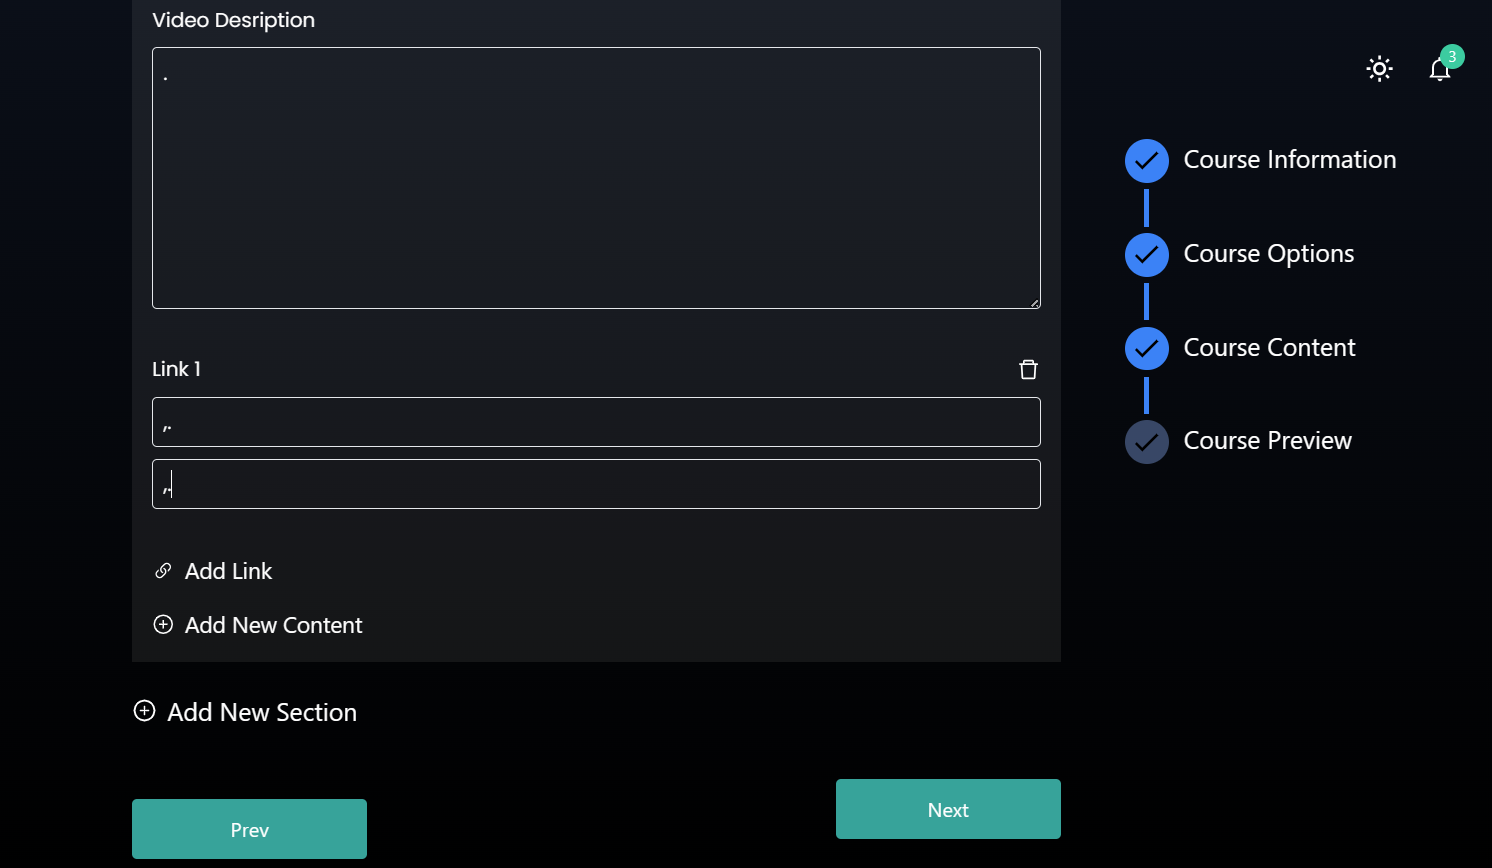 Video Desription
.
Link 1
,.
,.
Add Link
Add New Content
Add New Section
Prev
Next
3
Course Information
Course Options
Course Content
Course Preview